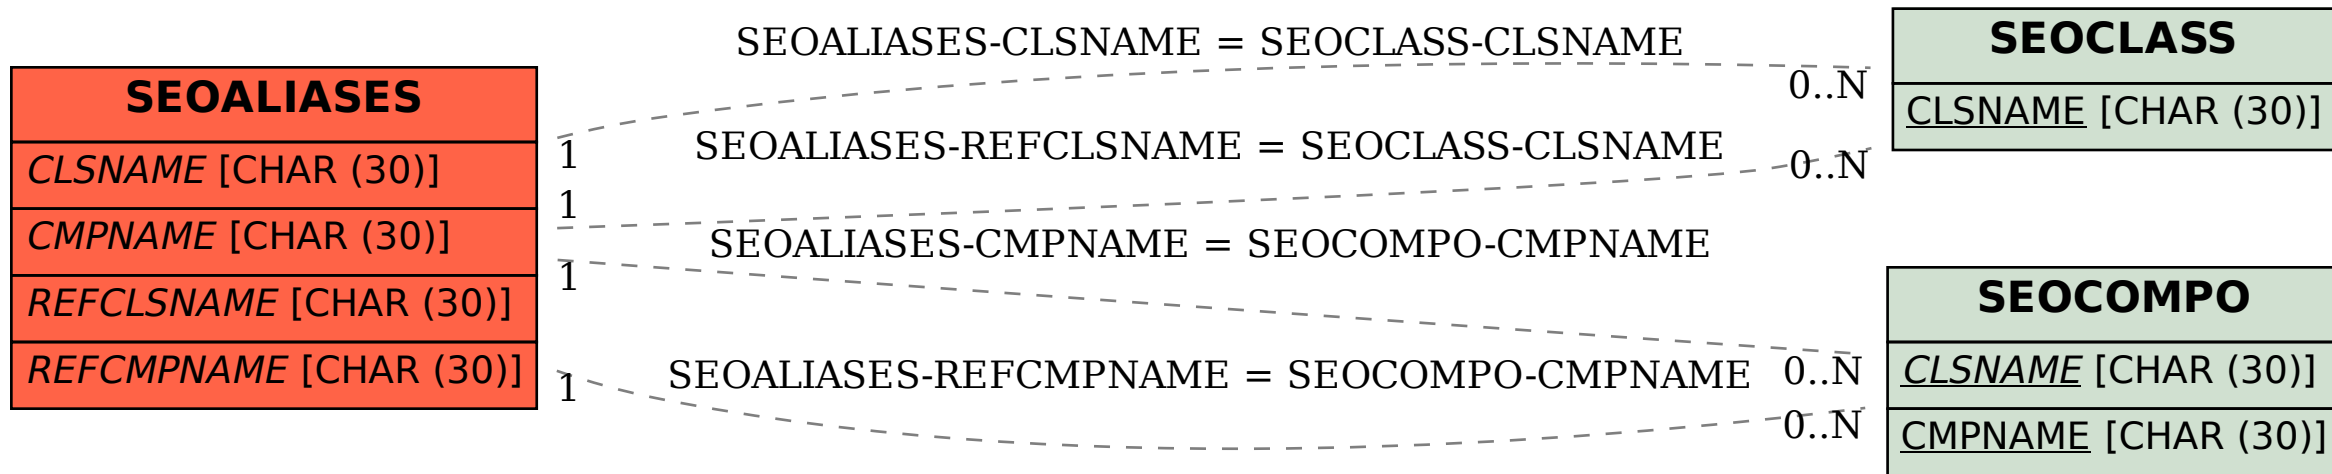 SEOALIASES
CLSNAME [CHAR (30)]
CMPNAME [CHAR (30)]
REFCLSNAME [CHAR (30)]
REFCMPNAME [CHAR (30)]
SEOALIASES-CLSNAME = SEOCLASS-CLSNAME
1
0..N
SEOALIASES-REFCLSNAME = SEOCLASS-CLSNAME
1
0..N
SEOALIASES-CMPNAME = SEOCOMPO-CMPNAME
1
0..N
SEOALIASES-REFCMPNAME = SEOCOMPO-CMPNAME
1
0..N
SEOCLASS
CLSNAME [CHAR (30)]
SEOCOMPO
CLSNAME [CHAR (30)]
CMPNAME [CHAR (30)]